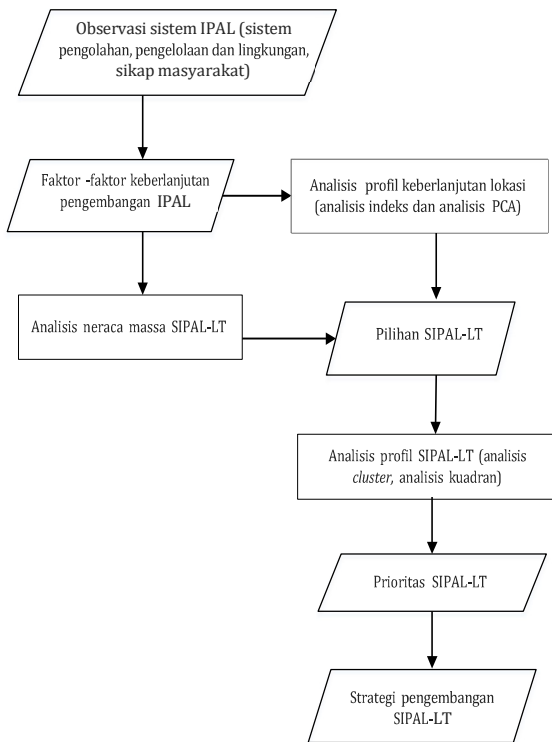 Observasi sistem IPAL (sistem
pengolahan, pengelolaan dan lingkungan,
sikap masyarakat)
Faktor -faktor keberlanjutan
pengembangan IPAL
Analisis profil keberlanjutan lokasi
(analisis indeks dan analisis PCA)
Analisis neraca massa SIPAL-LT
Pilihan SIPAL-LT
Analisis profil SIPAL-LT (analisis
cluster, analisis kuadran)
Prioritas SIPAL-LT
Strategi pengembangan
SIPAL-LT